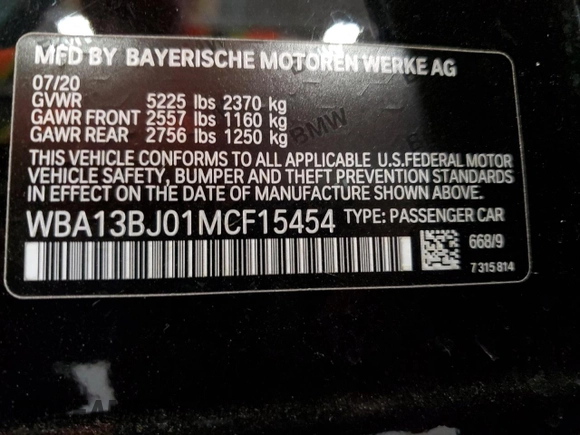 MFD BY BAYERISCHE MOTOREN WERKE AG
07/20
GVWR 5225 lbs 2370 kg
GAWR FRONT 2557 lbs 1160 kg
GAWR REAR 2756 lbs 1250 kg
BMW
THIS VEHICLE CONFORMS TO ALL APPLICABLE U.S.FEDERAL MOTOR
VEHICLE SAFETY, BUMPER AND THEFT PREVENTION STANDARDS
IN EFFECT ON THE DATE OF MANUFACTURE SHOWN ABOVE.
WBA13BJ01MCF15454 TYPE: PASSENGER CAR
668/9
7 315 814